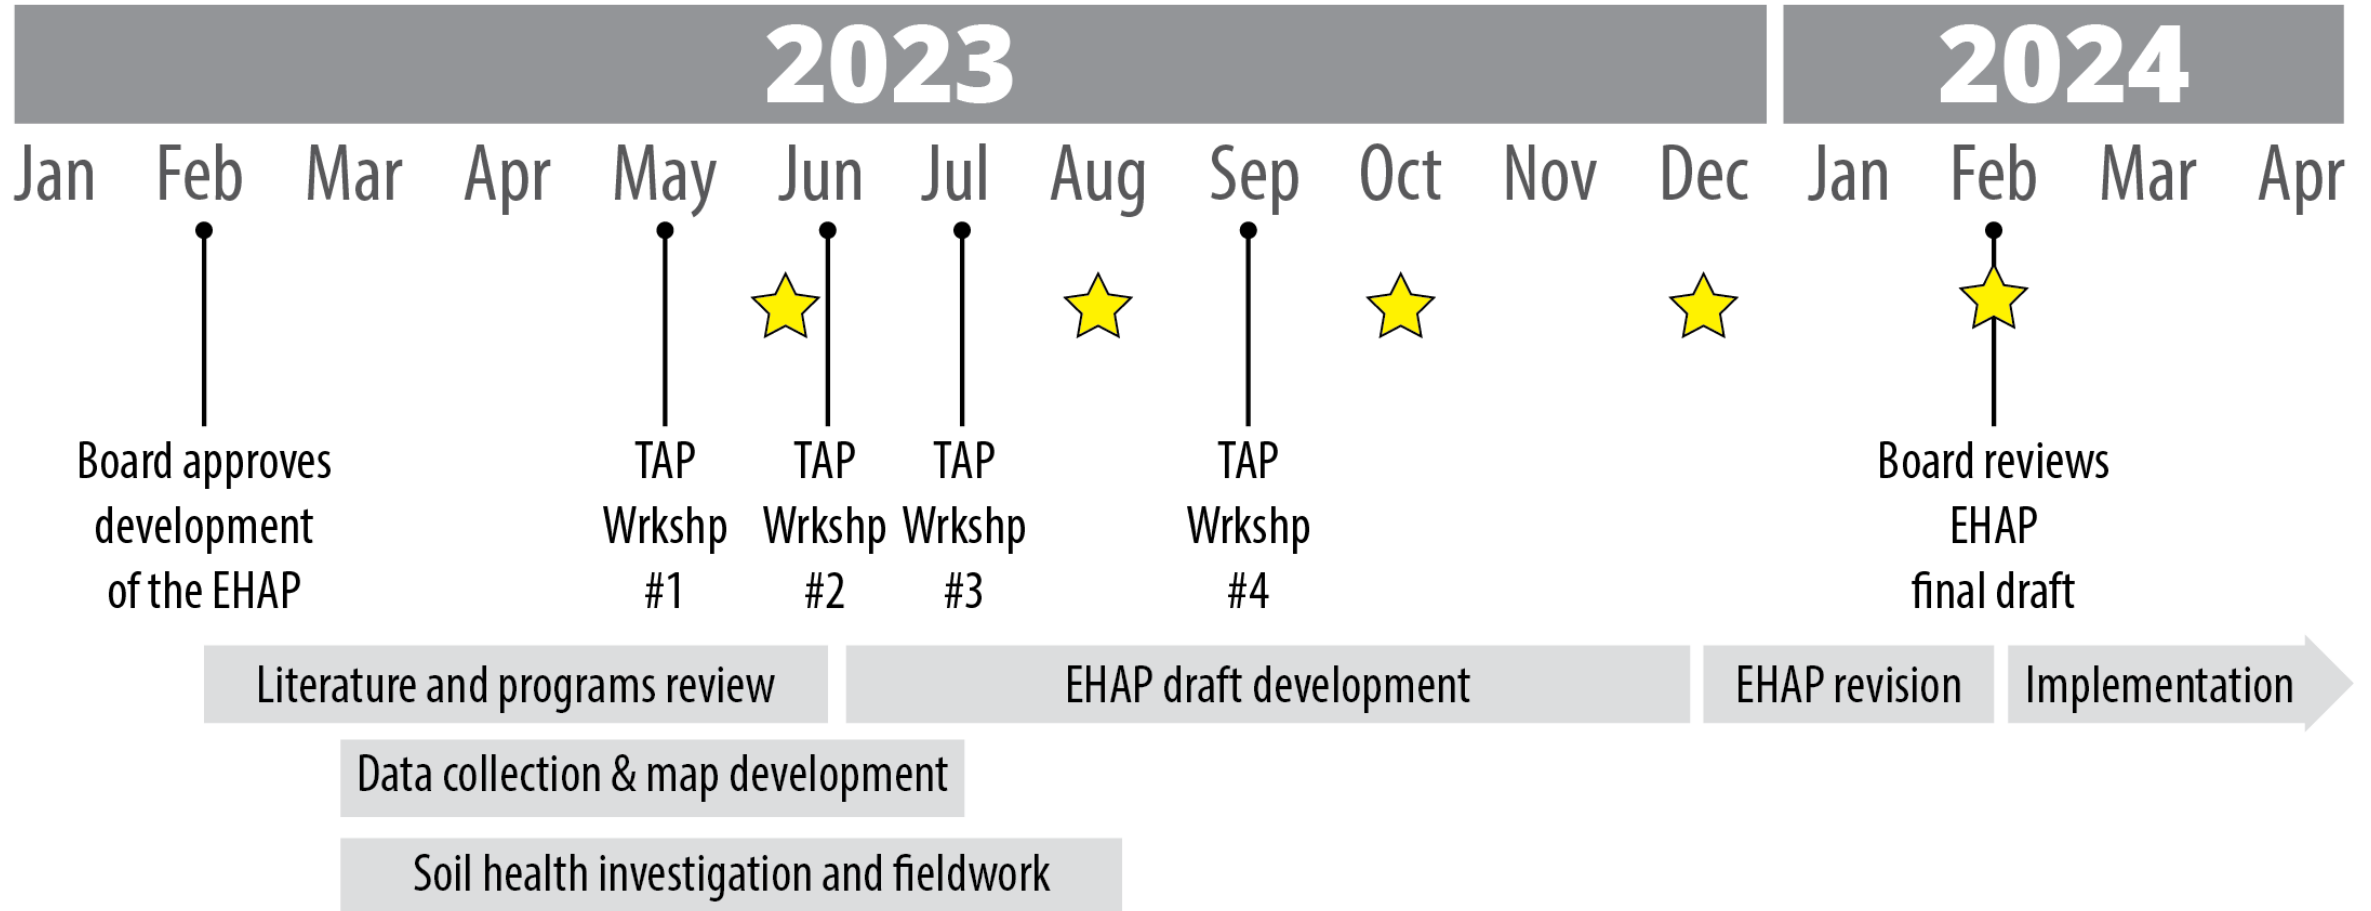 2023 2024
Jan Feb Mar Apr May Jun Jul Aug Sep Oct Nov Dec Jan Feb Mar Apr
Board approves
development
of the EHAP
TAP
Wrkshp
#1
TAP
Wrkshp
#2
TAP
Wrkshp
#3
TAP
Wrkshp
#4
Board reviews
EHAP
final draft
Literature and programs review
EHAP draft development
EHAP revision
Implementation
Data collection & map development
Soil health investigation and fieldwork